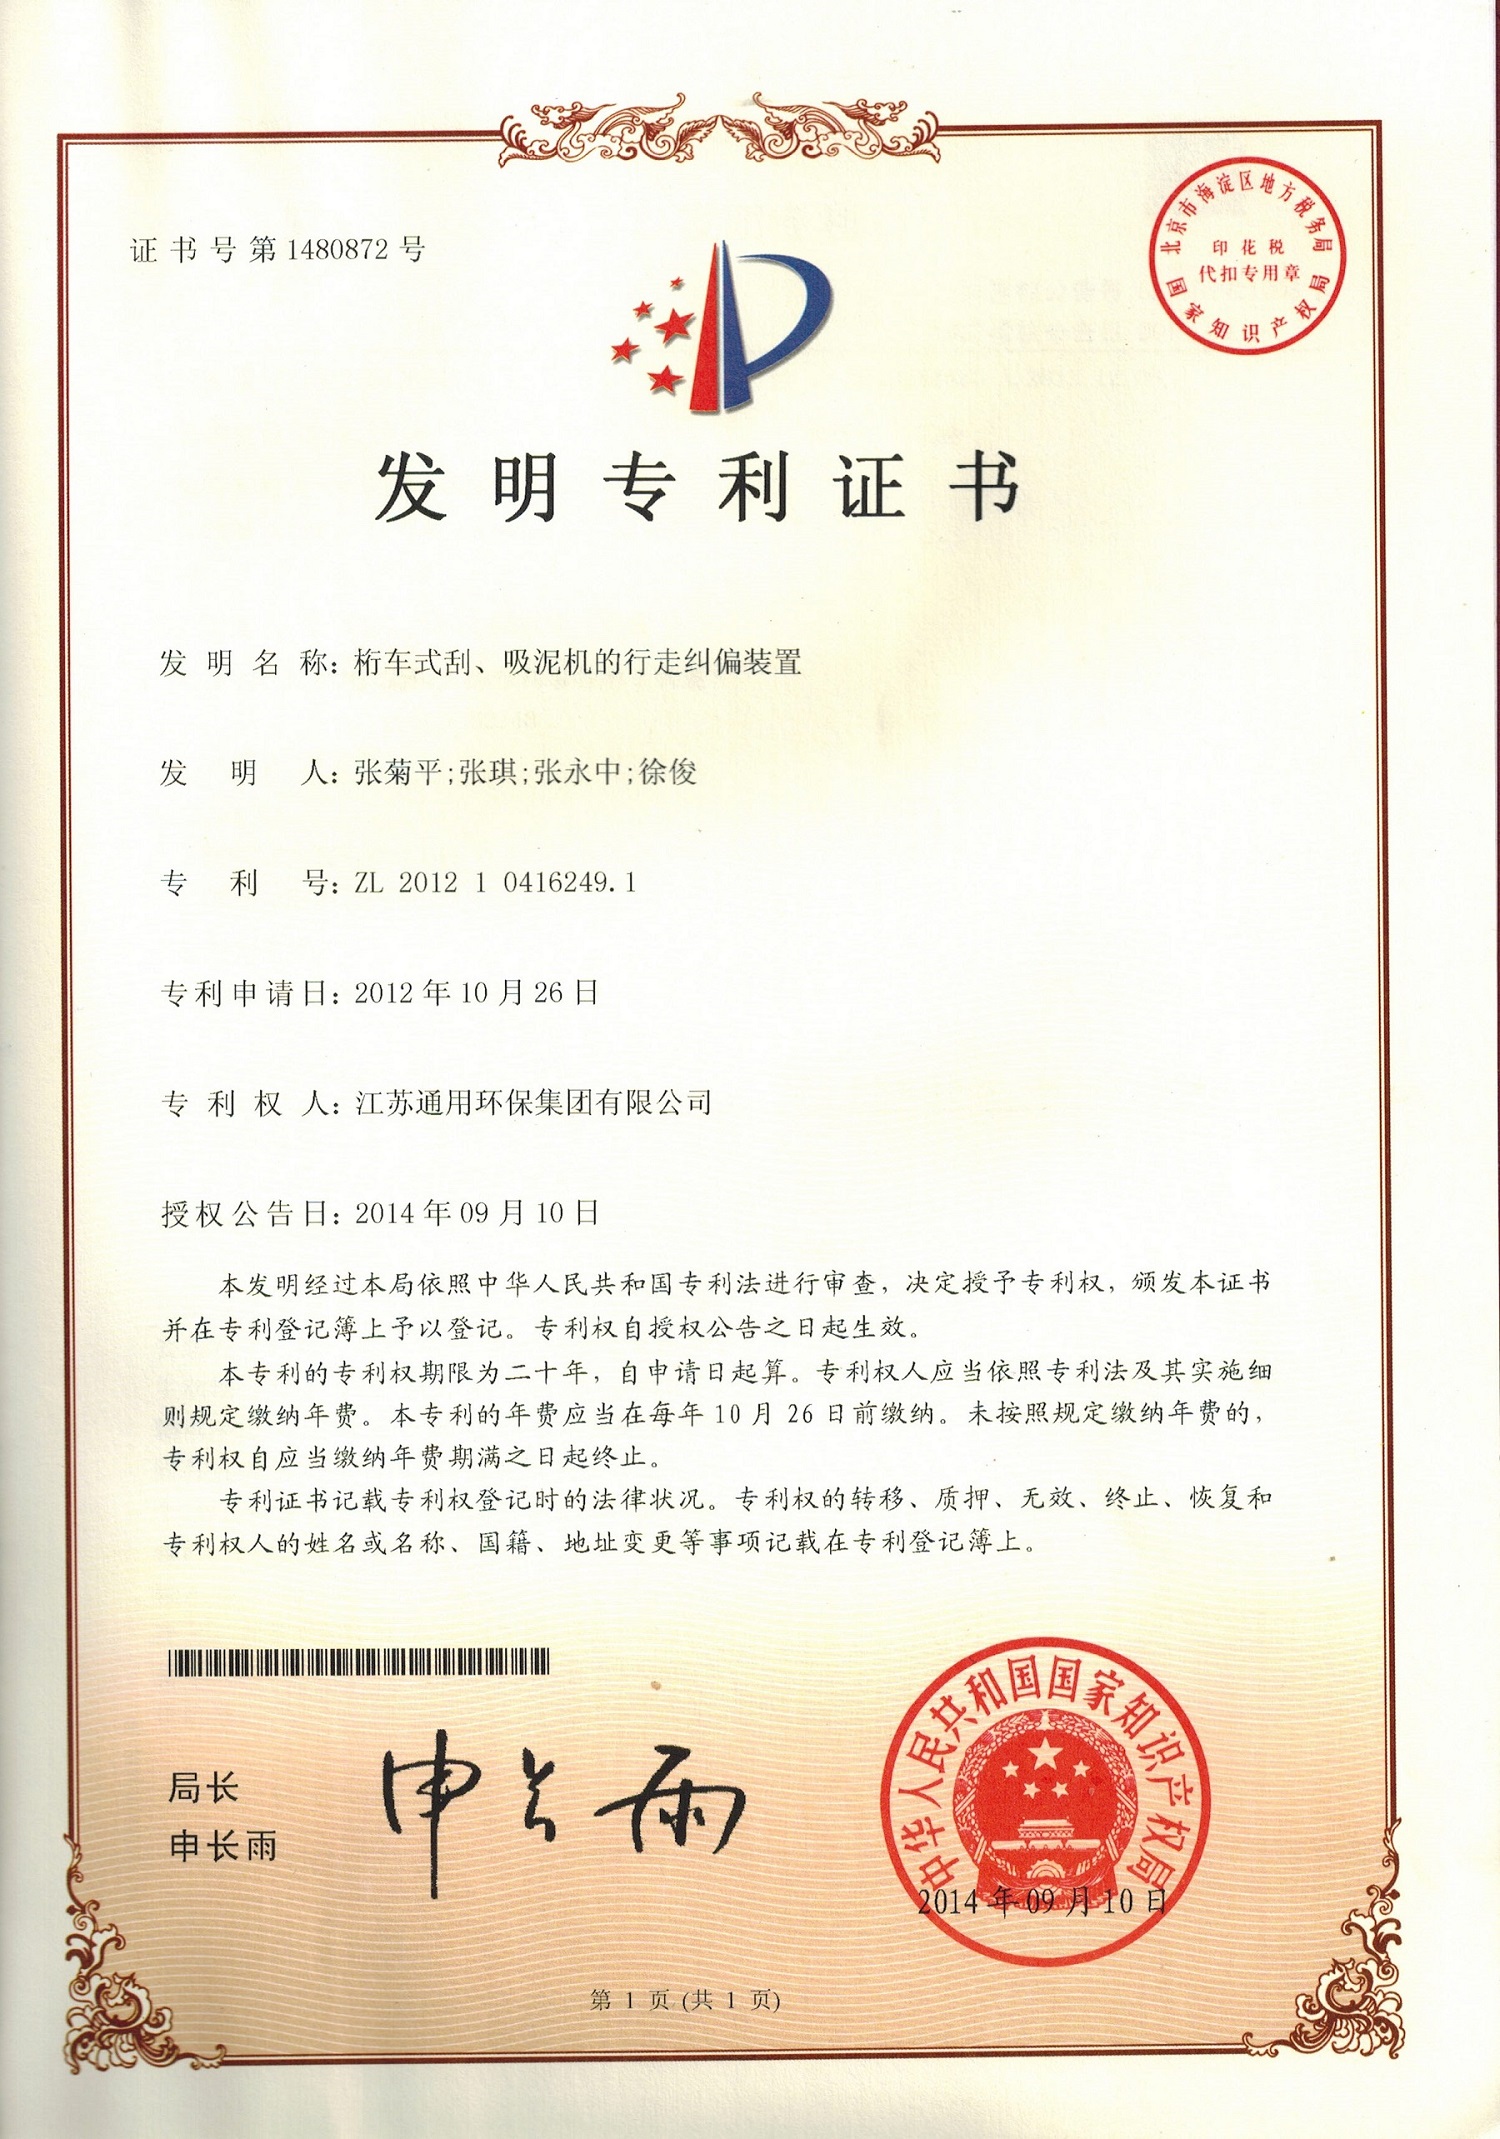 证书号第1480872号
北京市海淀区地方税务局
印花税
代扣专用章
国家知识产权局
发明专利证书
发明名称：桁车式刮、吸泥机的行走纠偏装置
发明人：张菊平;张琪;张永中;徐俊
专利号：ZL 2012 1 0416249.1
专利申请日：2012年10月26日
专利权人：江苏通用环保集团有限公司
授权公告日：2014年09月10日
本发明经过本局依照中华人民共和国专利法进行审查，决定授予专利权，颁发本证书
并在专利登记簿上予以登记。专利权自授权公告之日起生效。
本专利的专利权期限为二十年，自申请日起算。专利权人应当依照专利法及其实施细
则规定缴纳年费。本专利的年费应当在每年10月26日前缴纳。未按照规定缴纳年费的，
专利权自应当缴纳年费期满之日起终止。
专利证书记载专利权登记时的法律状况。专利权的转移、质押、无效、终止、恢复和
专利权人的姓名或名称、国籍、地址变更等事项记载在专利登记簿上。
局长
申长雨
申长雨
中华人民共和国国家知识产权局
2014年09月10日
第 1 页 (共 1 页)